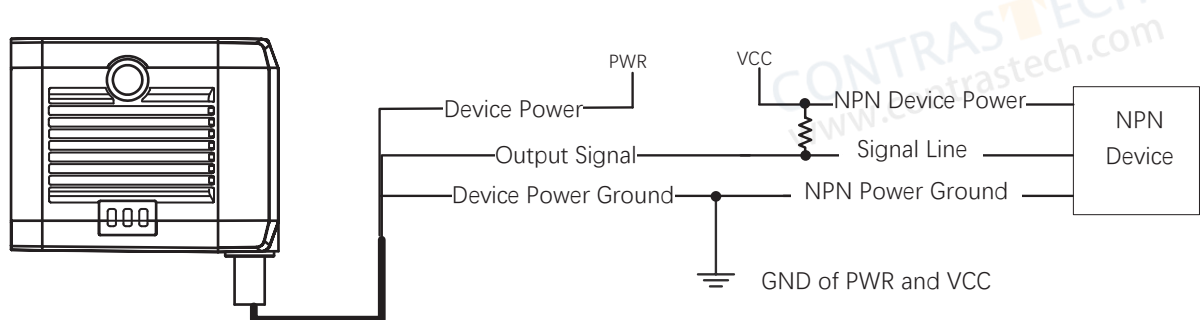 CONTRASTECH
www.contrastech.com
PWR
VCC
Device Power
NPN Device Power
NPN
Device
Output Signal
Signal Line
Device Power Ground
NPN Power Ground
GND of PWR and VCC